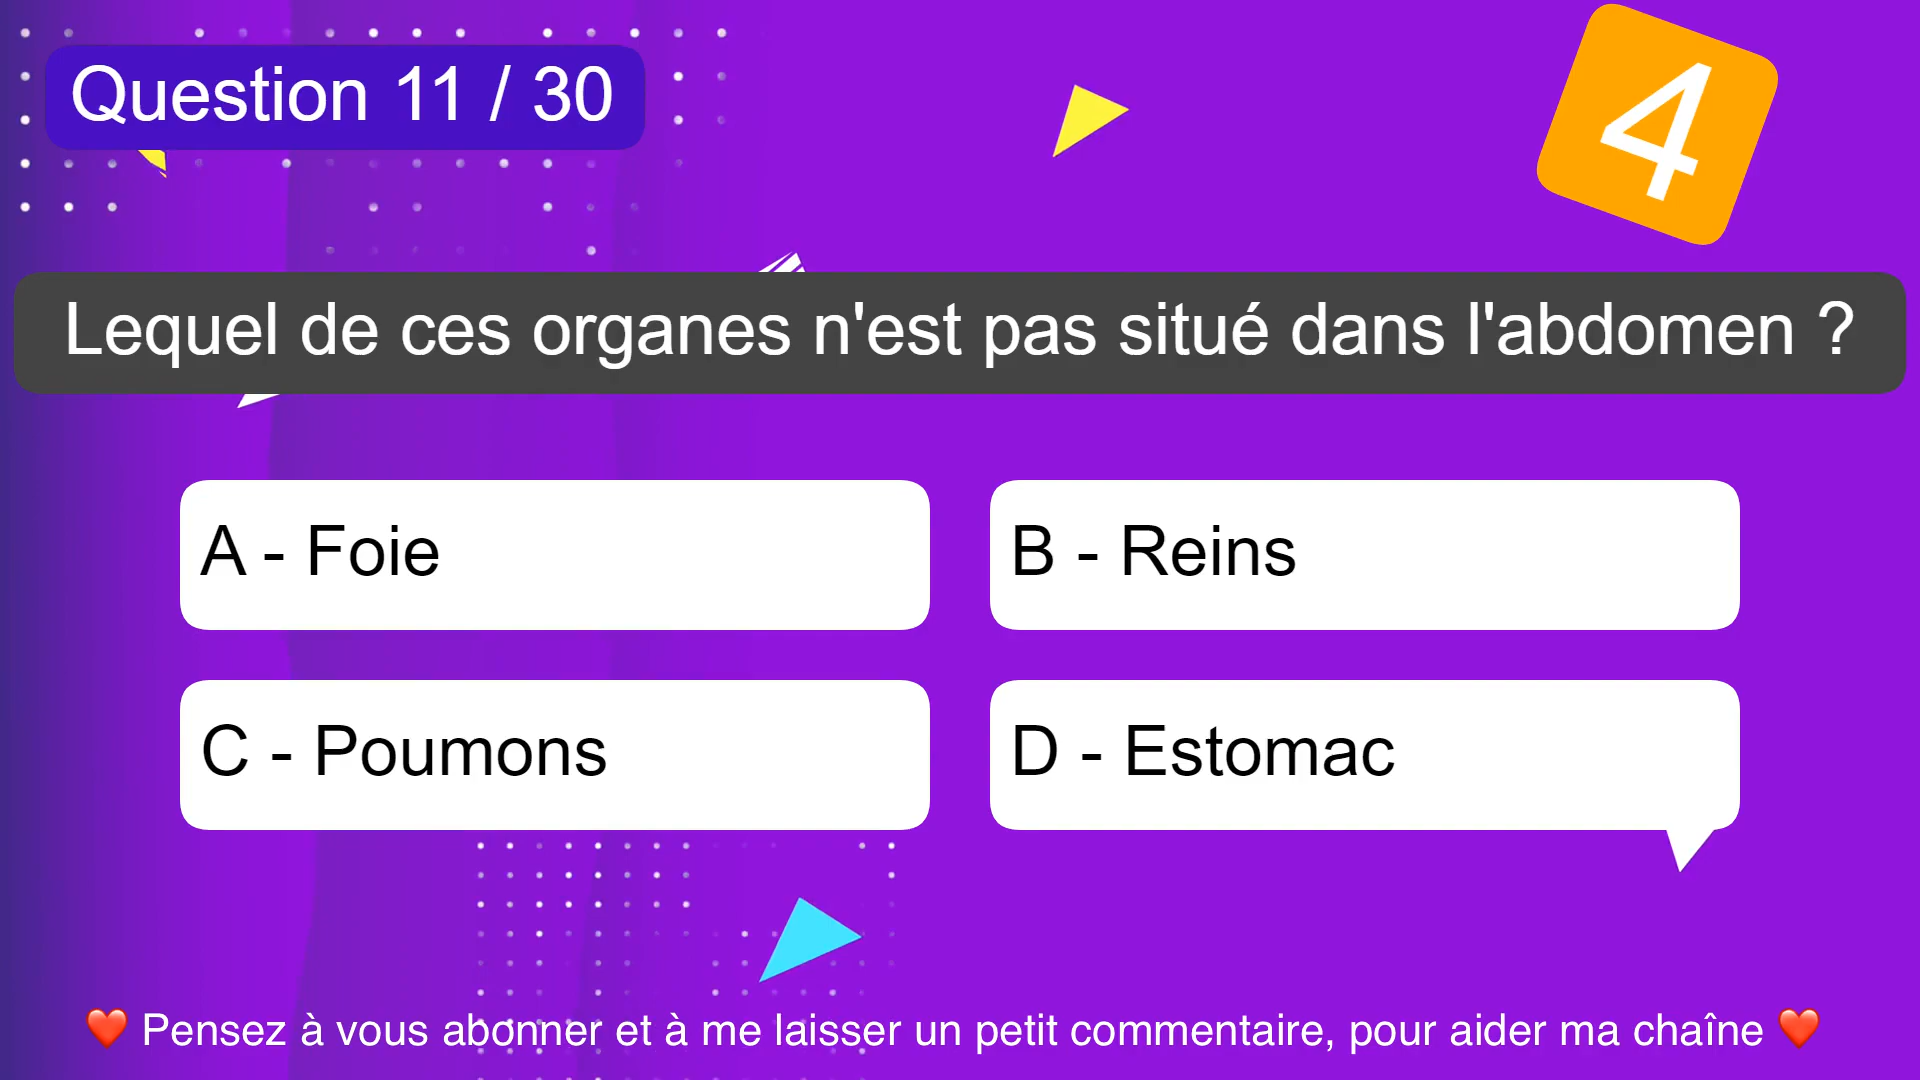 Question 11 / 30
4
Lequel de ces organes n'est pas situé dans l'abdomen ?
A - Foie
B - Reins
C - Poumons
D - Estomac
❤️ Pensez à vous abonner et à me laisser un petit commentaire, pour aider ma chaîne ❤️